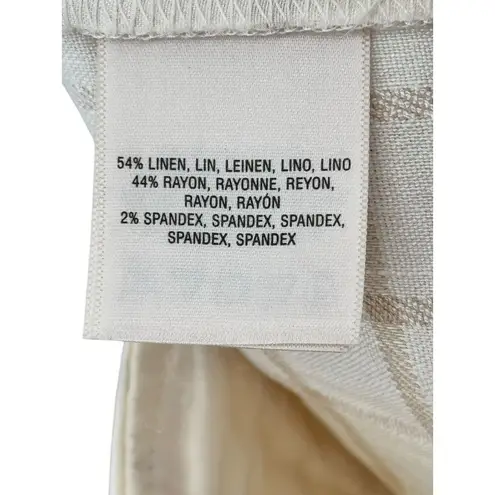 54% LINEN, LIN, LEINEN, LINO, LINO
44% RAYON, RAYONNE, REYON,
RAYON, RAYÓN
2% SPANDEX, SPANDEX, SPANDEX,
SPANDEX, SPANDEX